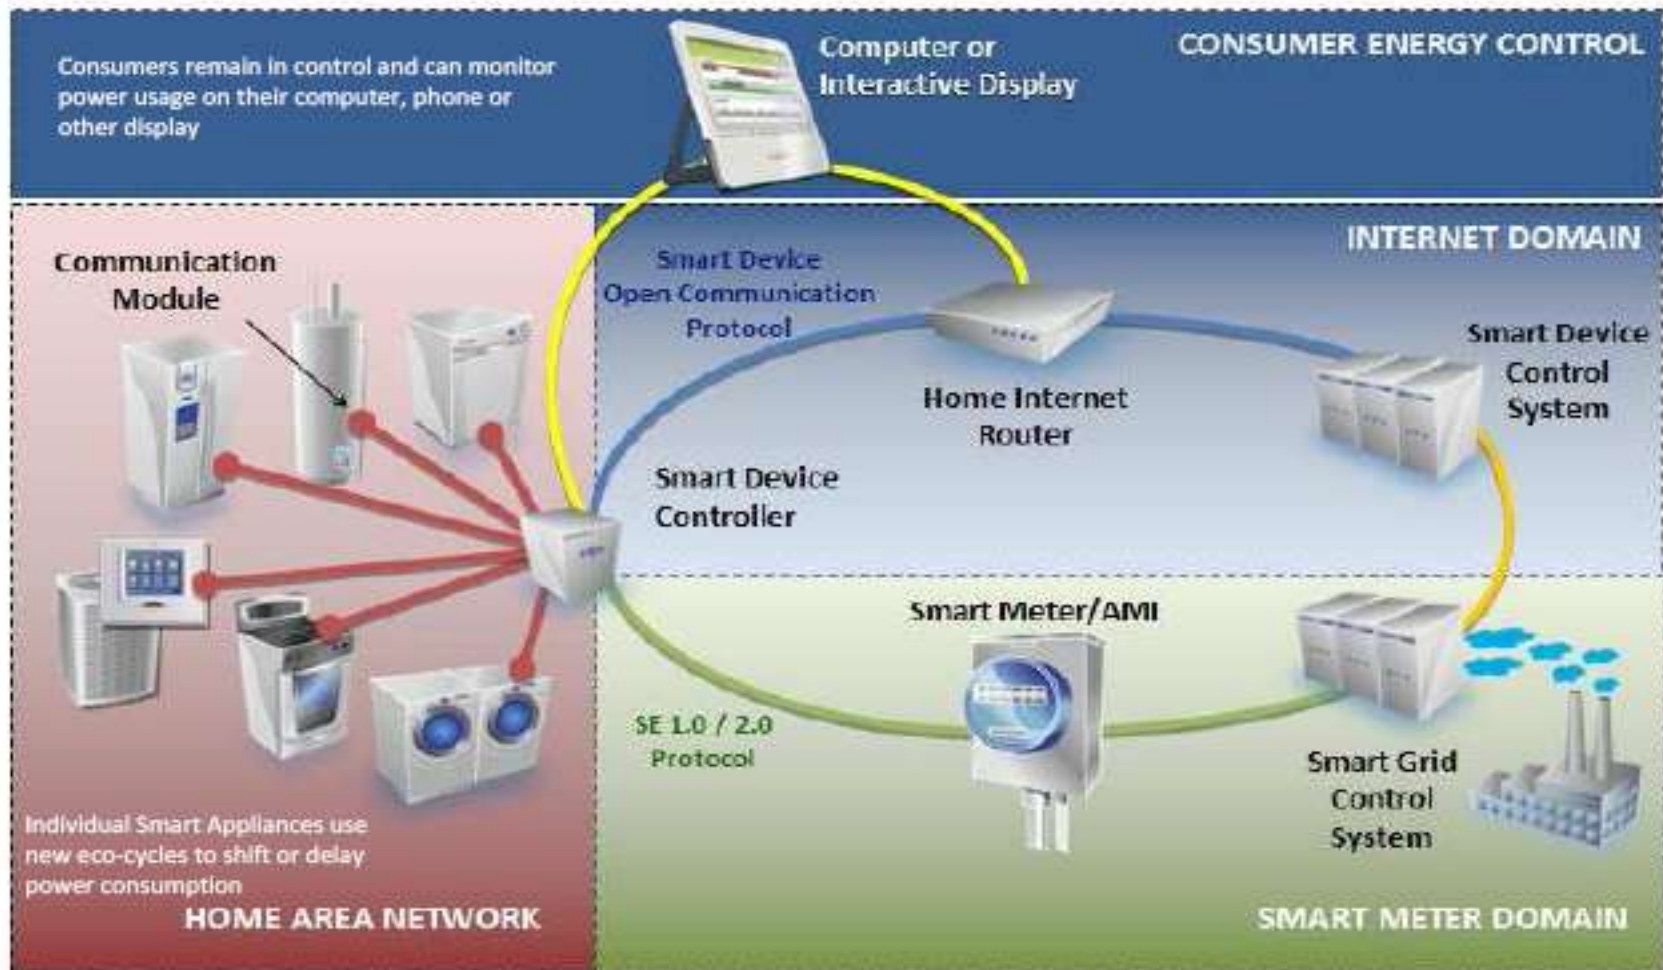 CONSUMER ENERGY CONTROL
Consumers remain in control and can monitor
power usage on their computer, phone or
other display
Computer or
Interactive Display
INTERNET DOMAIN
Communication
Module
Smart Device
Open Communication
Protocol
Home Internet
Router
Smart Device
Control
System
Smart Device
Controller
Smart Meter/AMI
SE 1.0 / 2.0
Protocol
Smart Grid
Control
System
Individual Smart Appliances use
new eco-cycles to shift or delay
power consumption
HOME AREA NETWORK
SMART METER DOMAIN